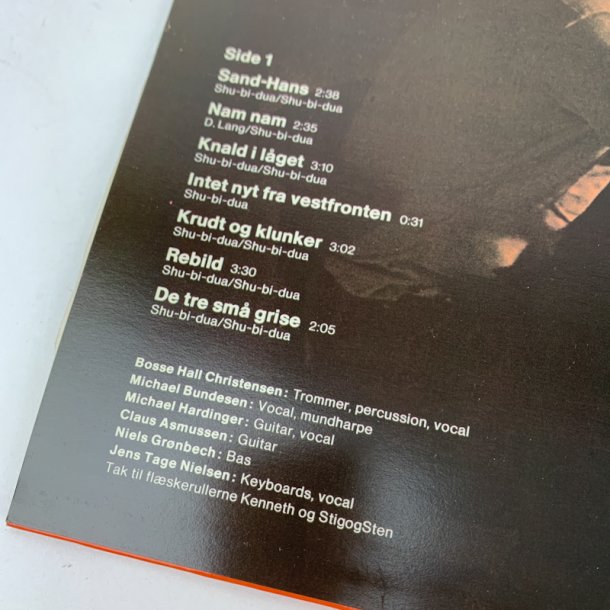 Side 1
Sand-Hans 2:38
Shu-bi-dua/Shu-bi-dua
Nam nam 2:35
D. Lang/Shu-bi-dua
Knald i låget 3:10
Shu-bi-dua/Shu-bi-dua
Intet nyt fra vestfronten 0:31
Shu-bi-dua
Krudt og klunker 3:02
Shu-bi-dua/Shu-bi-dua
Rebild 3:30
Shu-bi-dua/Shu-bi-dua
De tre små grise 2:05
Shu-bi-dua/Shu-bi-dua
Bosse Hall Christensen: Trommer, percussion, vocal
Michael Bundesen: Vocal, mundharpe
Michael Hardinger: Guitar, vocal
Claus Asmussen: Guitar
Niels Grønbech: Bas
Jens Tage Nielsen: Keyboards, vocal
Tak til flæskerullerne Kenneth og StigogSten